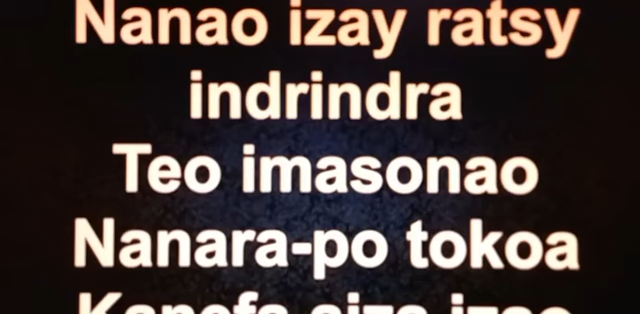 Nanao izay ratsy
indrindra
Teo imasonao
Nanara-po tokoa